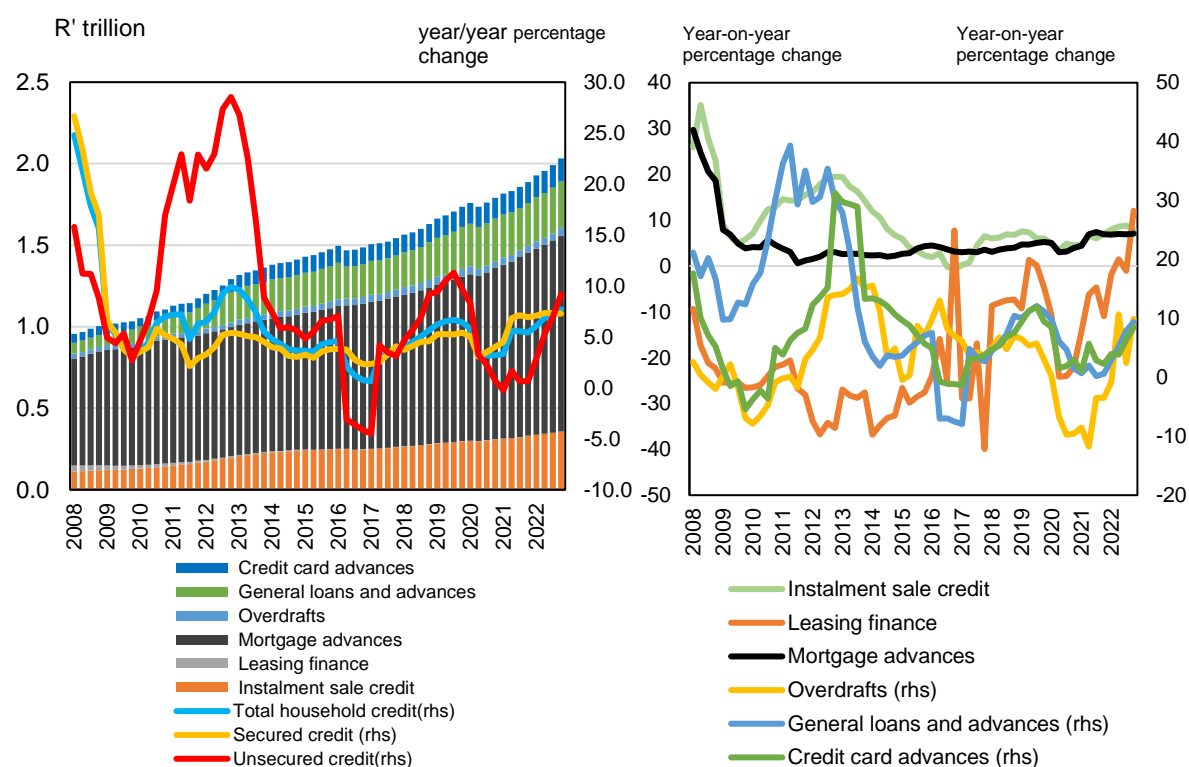 R' trillion
year/year percentage
change
2.5
2.0
1.5
1.0
0.5
0.0
30.0
25.0
20.0
15.0
10.0
5.0
0.0
-5.0
-10.0
2008
2009
2010
2011
2012
2013
2014
2015
2016
2017
2018
2019
2020
2021
2022
Credit card advances
General loans and advances
Overdrafts
Mortgage advances
Leasing finance
Instalment sale credit
Total household credit(rhs)
Secured credit (rhs)
Unsecured credit(rhs)
Year-on-year
percentage change
Year-on-year
percentage change
40
30
20
10
0
-10
-20
-30
-40
-50
50
40
30
20
10
0
-10
-20
2008
2009
2010
2011
2012
2013
2014
2015
2016
2017
2018
2019
2020
2021
2022
Instalment sale credit
Leasing finance
Mortgage advances
Overdrafts (rhs)
General loans and advances (rhs)
Credit card advances (rhs)